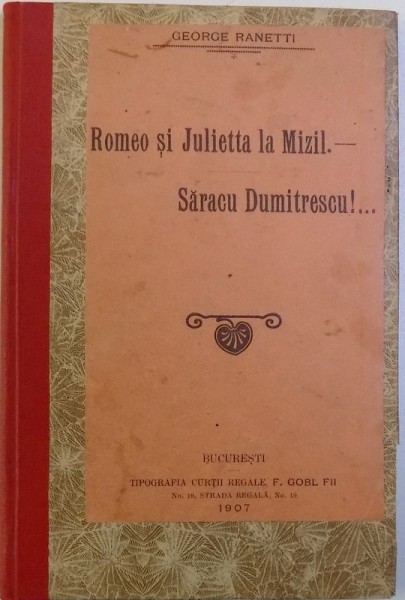 GEORGE RANETTI
Romeo și Julietta la Mizil.—
Săracu Dumitrescu!...
BUCUREȘTI
TIPOGRAFIA CURȚII REGALE, F. GOBL FII
No. 19, STRADA REGALĂ, No. 19
1907